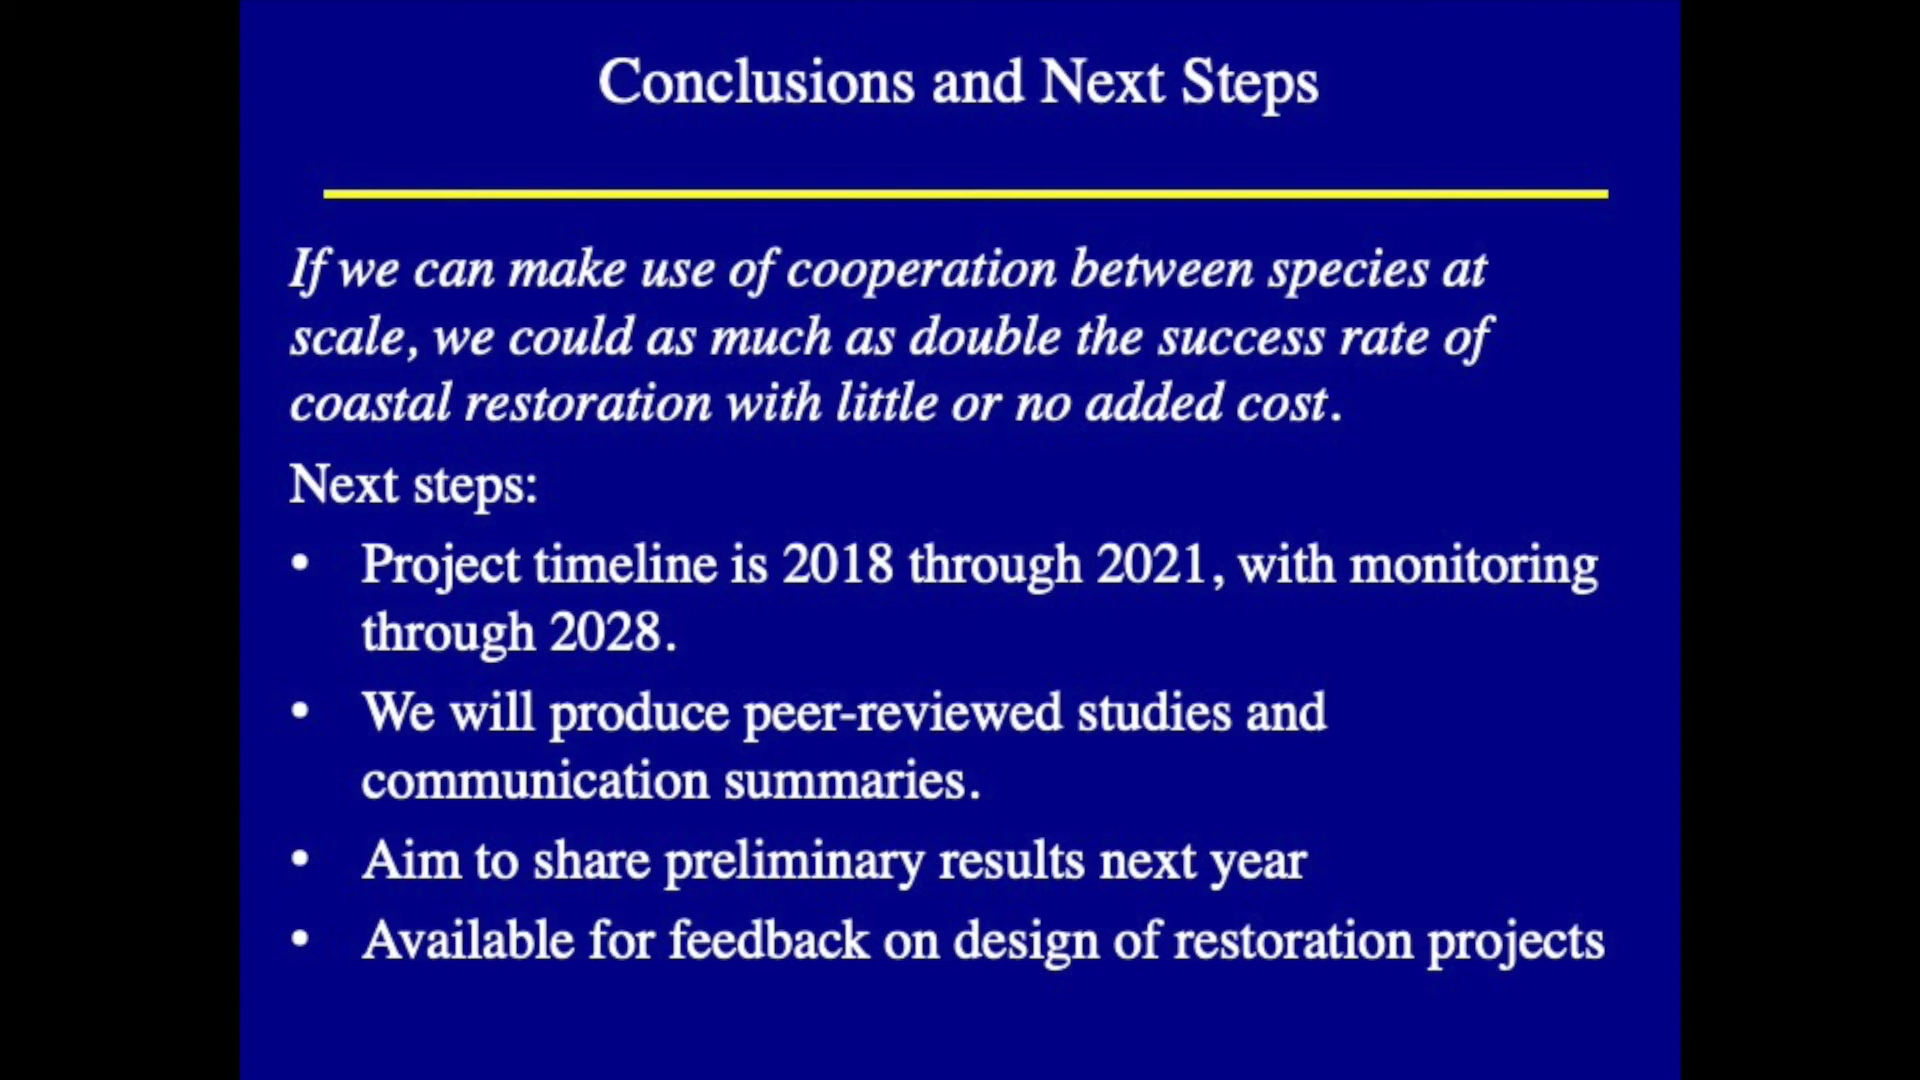 Conclusions and Next Steps
If we can make use of cooperation between species at
scale, we could as much as double the success rate of
coastal restoration with little or no added cost.
Next steps:
• Project timeline is 2018 through 2021, with monitoring
through 2028.
• We will produce peer-reviewed studies and
communication summaries.
• Aim to share preliminary results next year
• Available for feedback on design of restoration projects